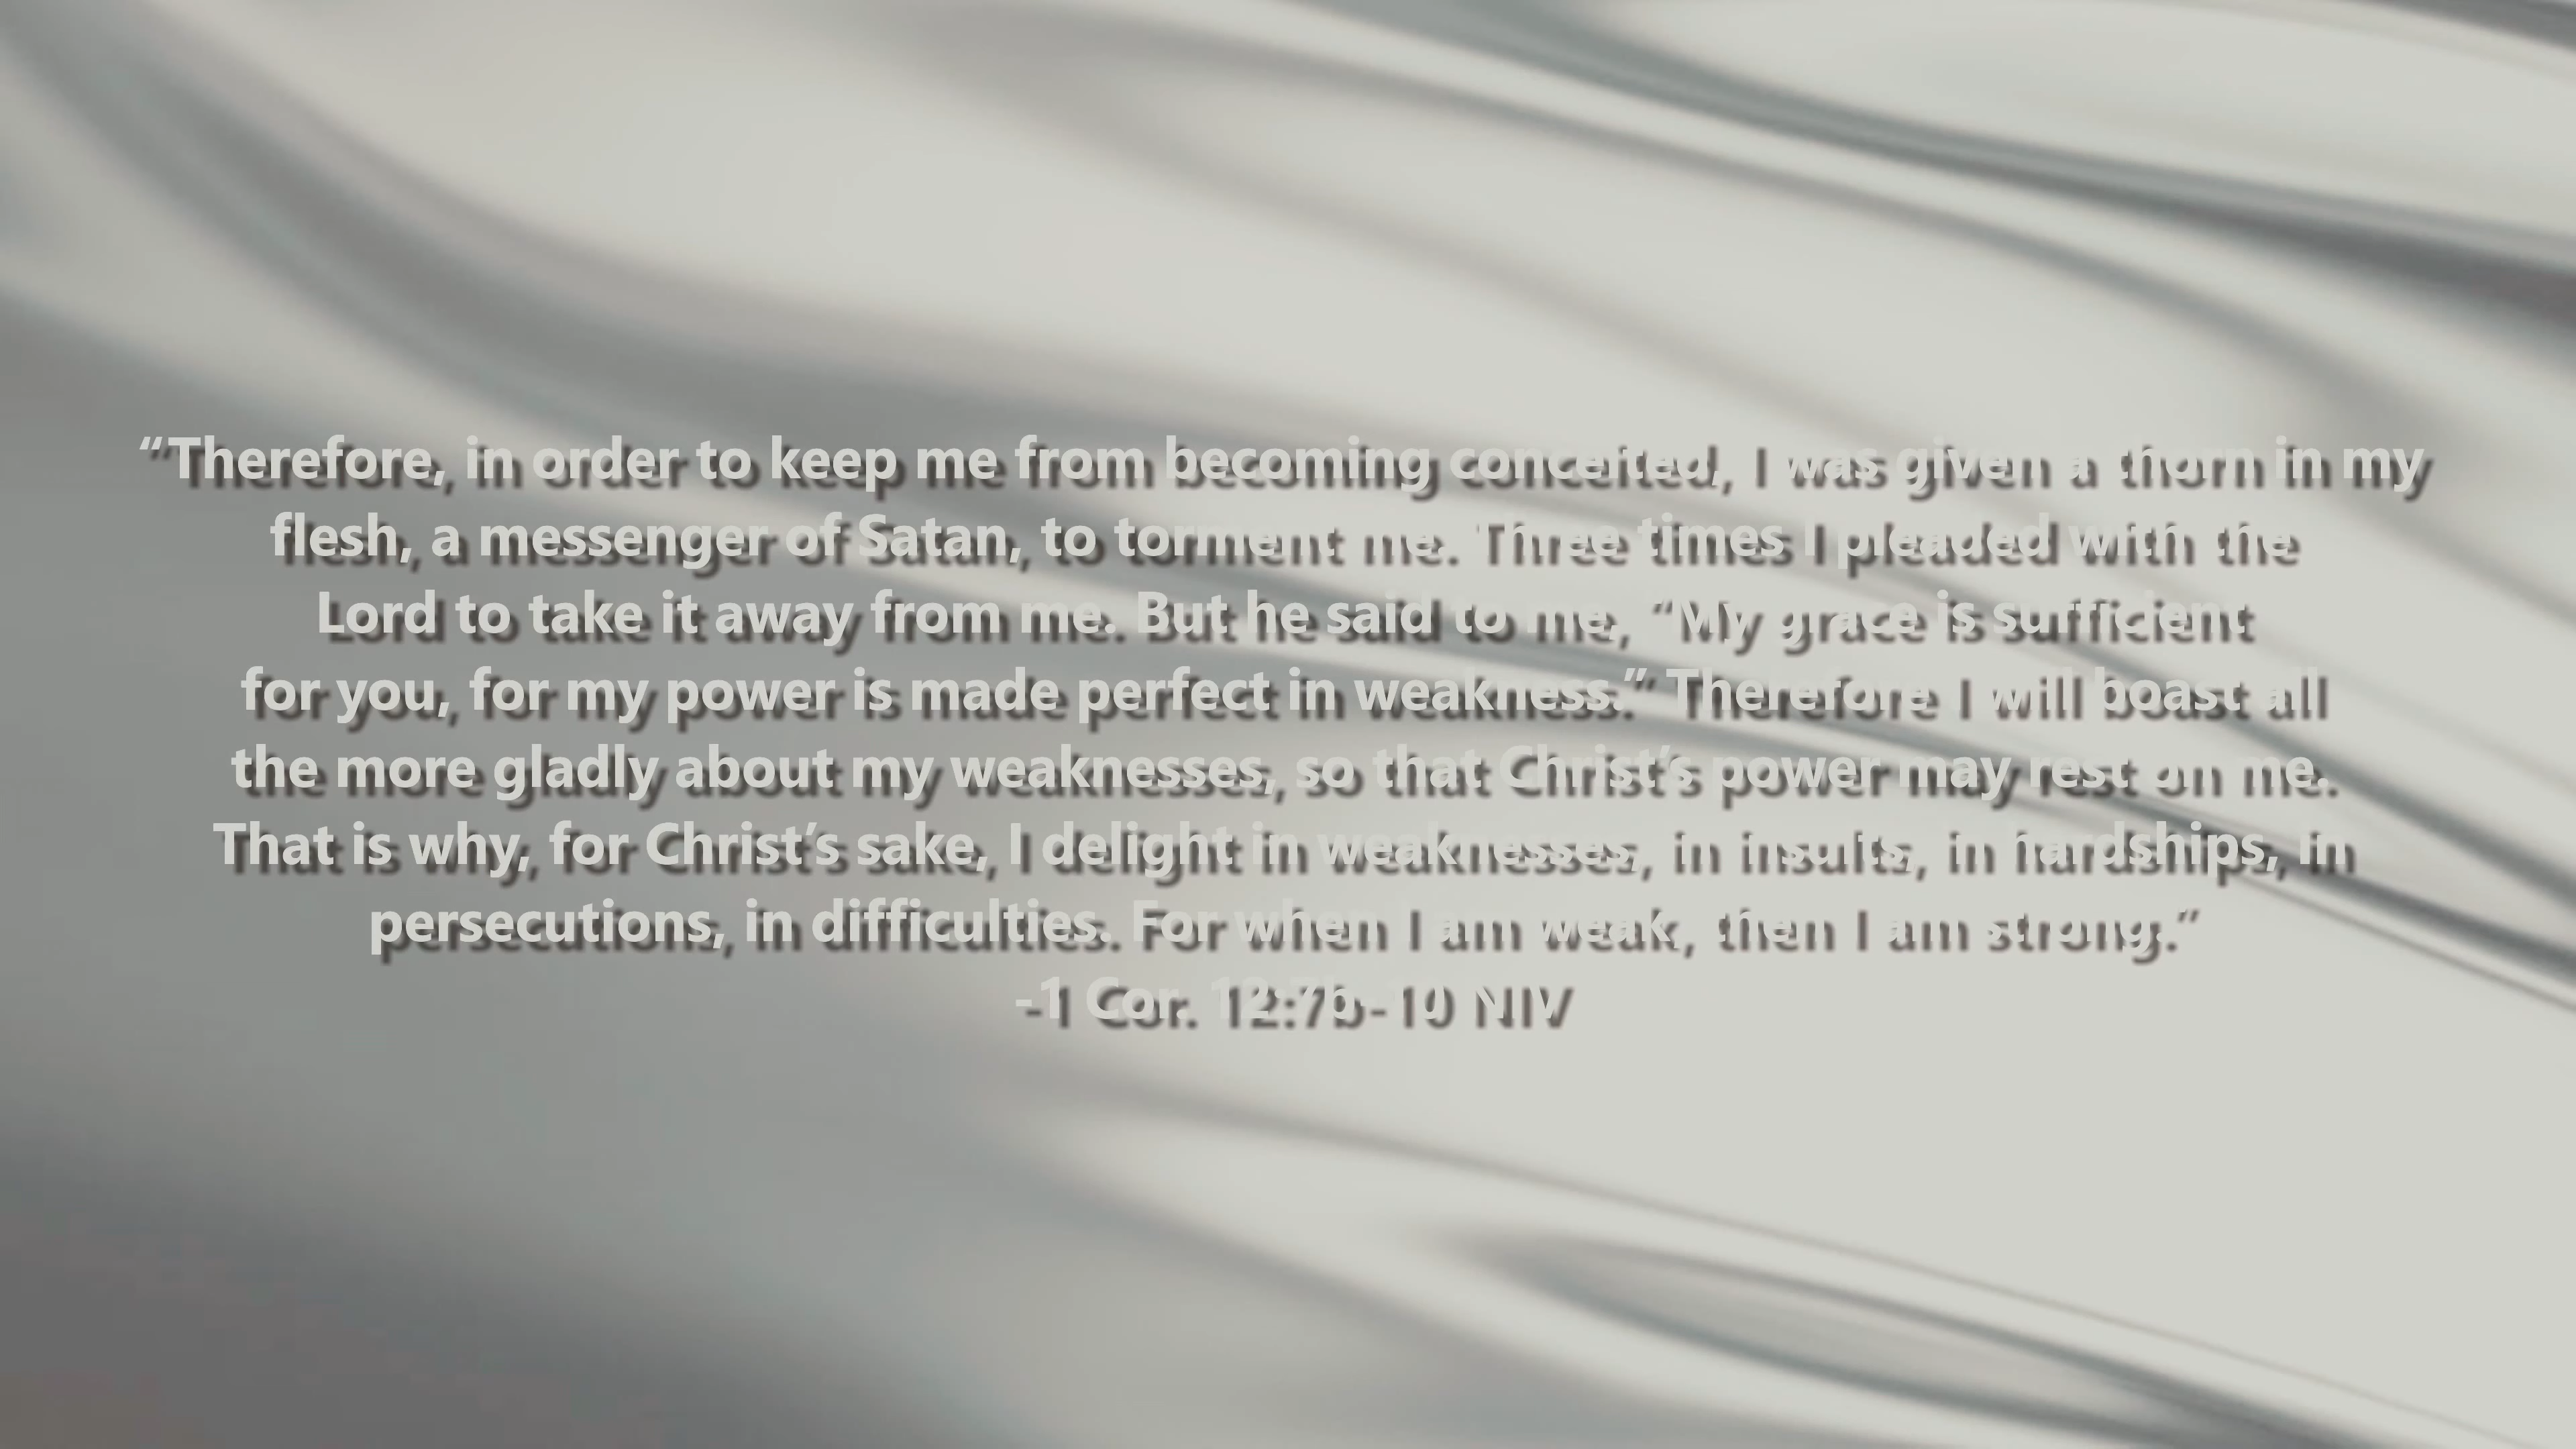 “Therefore, in order to keep me from becoming conceited, I was given a thorn in my
flesh, a messenger of Satan, to torment me. Three times I pleaded with the
Lord to take it away from me. But he said to me, “My grace is sufficient
for you, for my power is made perfect in weakness.” Therefore I will boast all
the more gladly about my weaknesses, so that Christ’s power may rest on me.
That is why, for Christ’s sake, I delight in weaknesses, in insults, in hardships, in
persecutions, in difficulties. For when I am weak, then I am strong.”
-1 Cor. 12:7b-10 NIV